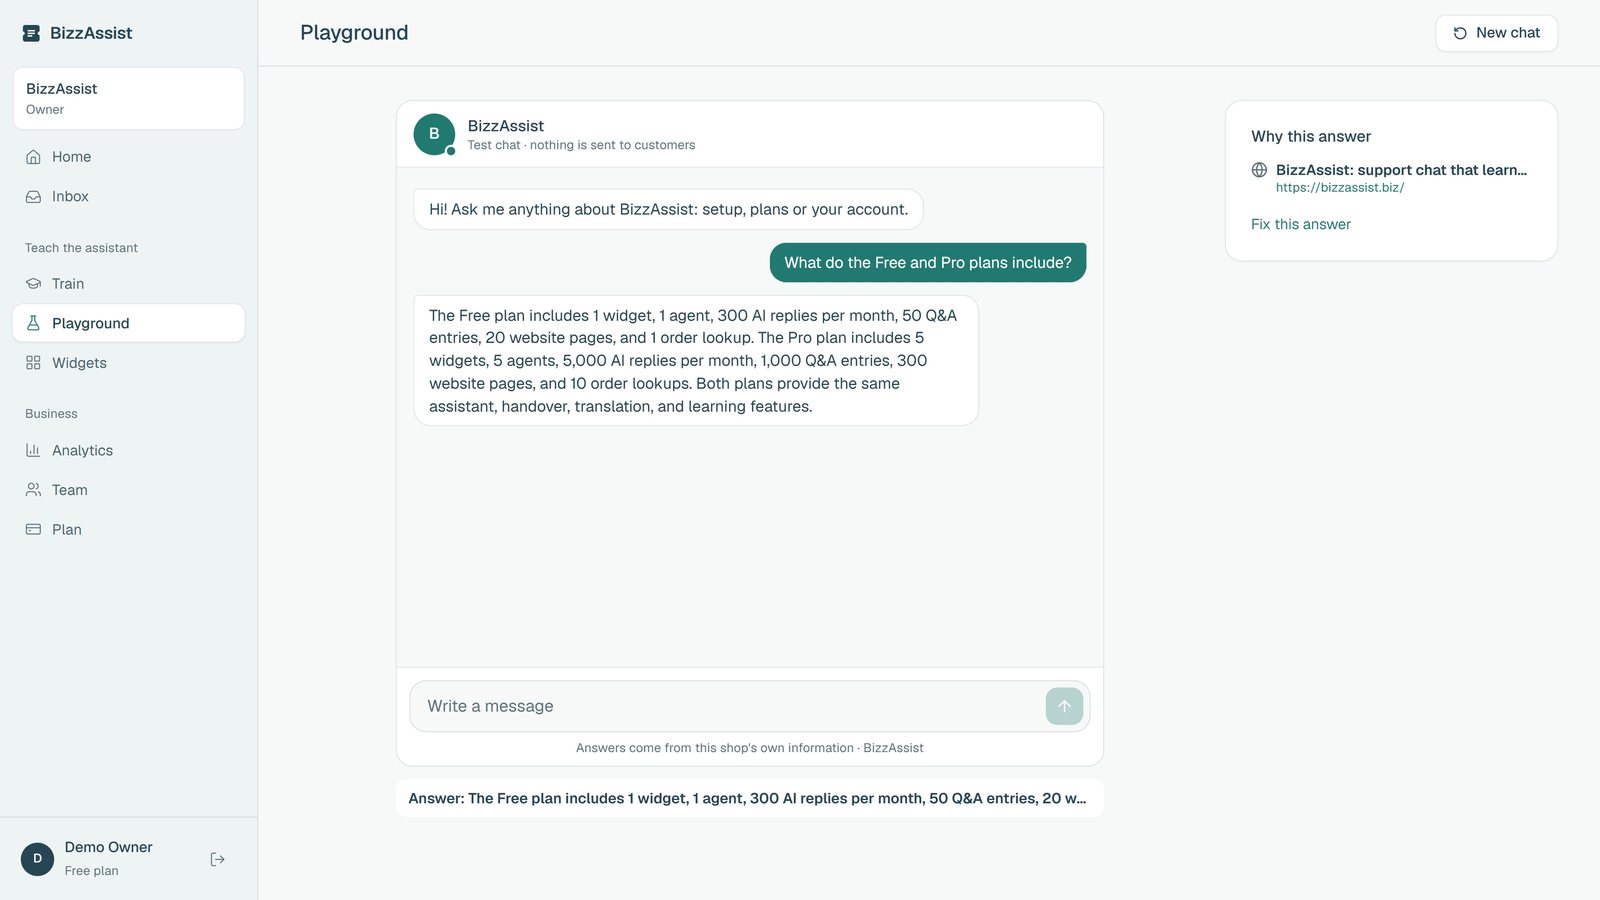 BizzAssist
BizzAssist
Owner
Home
Inbox
Teach the assistant
Train
Playground
Widgets
Business
Analytics
Team
Plan
D
Demo Owner
Free plan
Playground
New chat
B
BizzAssist
Test chat · nothing is sent to customers
Hi! Ask me anything about BizzAssist: setup, plans or your account.
What do the Free and Pro plans include?
The Free plan includes 1 widget, 1 agent, 300 AI replies per month, 50 Q&A
entries, 20 website pages, and 1 order lookup. The Pro plan includes 5
widgets, 5 agents, 5,000 AI replies per month, 1,000 Q&A entries, 300
website pages, and 10 order lookups. Both plans provide the same
assistant, handover, translation, and learning features.
Write a message
Answers come from this shop's own information · BizzAssist
Answer: The Free plan includes 1 widget, 1 agent, 300 AI replies per month, 50 Q&A entries, 20 w...
Why this answer
BizzAssist: support chat that learn...
https://bizzassist.biz/
Fix this answer